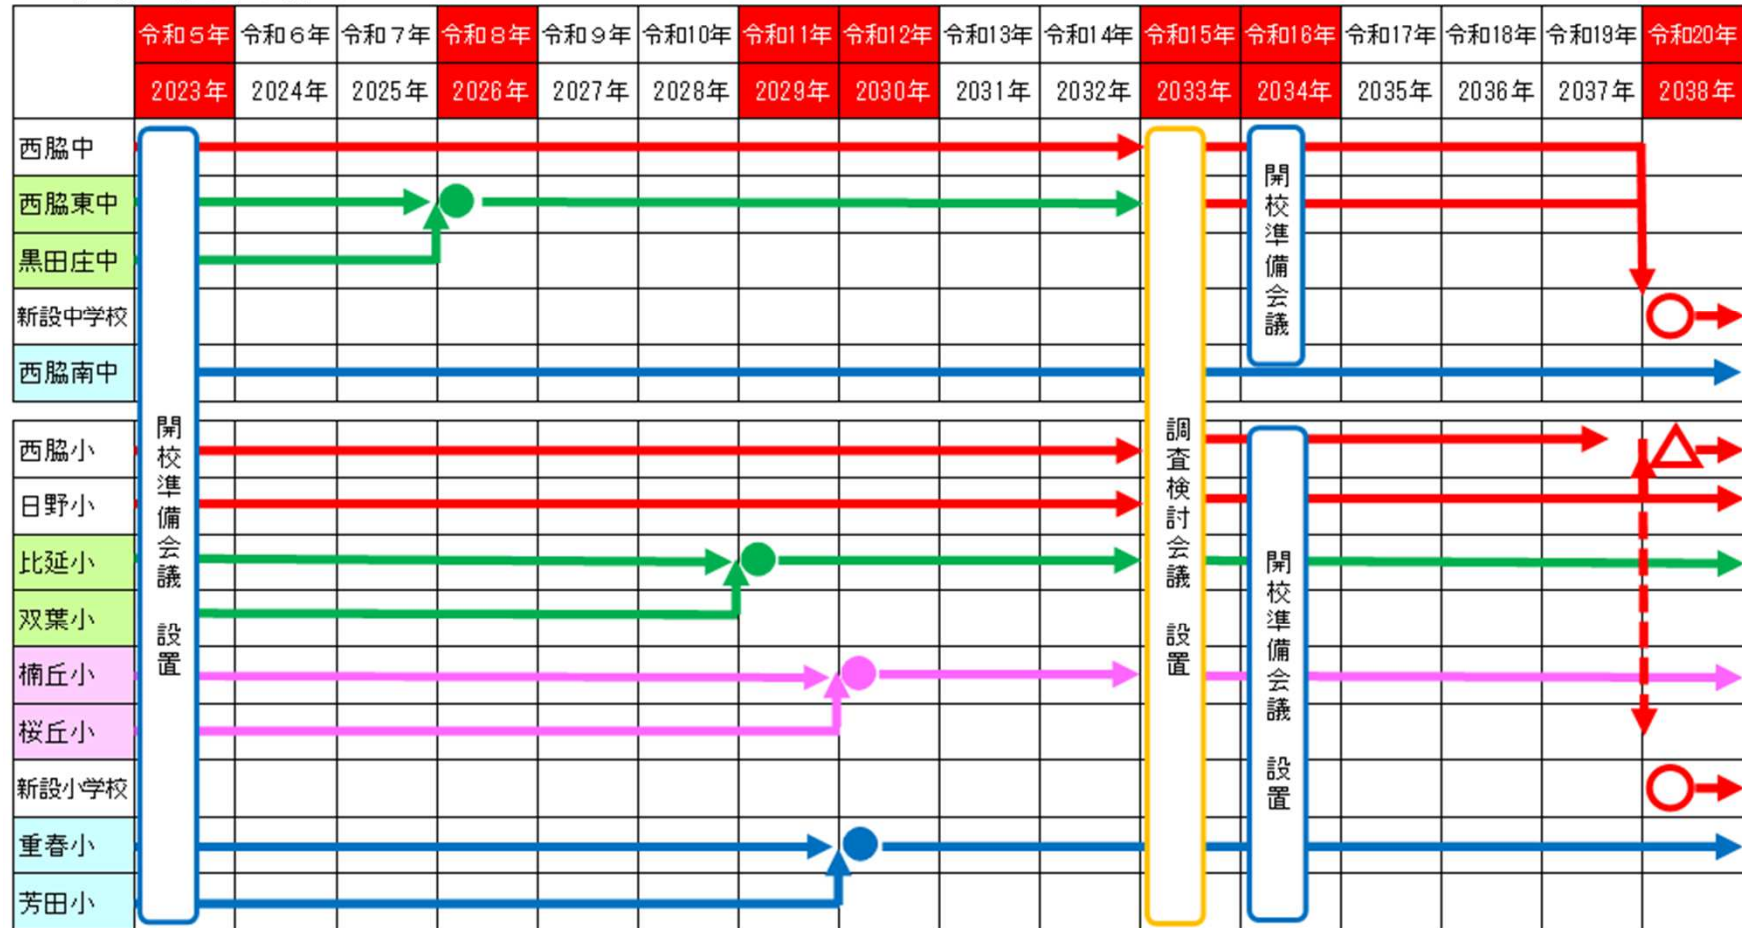 令和５年 令和６年 令和７年 令和８年 令和９年 令和10年 令和11年 令和12年 令和13年 令和14年 令和15年 令和16年 令和17年 令和18年 令和19年 令和20年
2023年 2024年 2025年 2026年 2027年 2028年 2029年 2030年 2031年 2032年 2033年 2034年 2035年 2036年 2037年 2038年
西脇中
西脇東中
黒田庄中
新設中学校
西脇南中
西脇小
日野小
比延小
双葉小
楠丘小
桜丘小
新設小学校
重春小
芳田小
開校準備会議 設置
調査検討会議 設置
開校準備会議
開校準備会議 設置